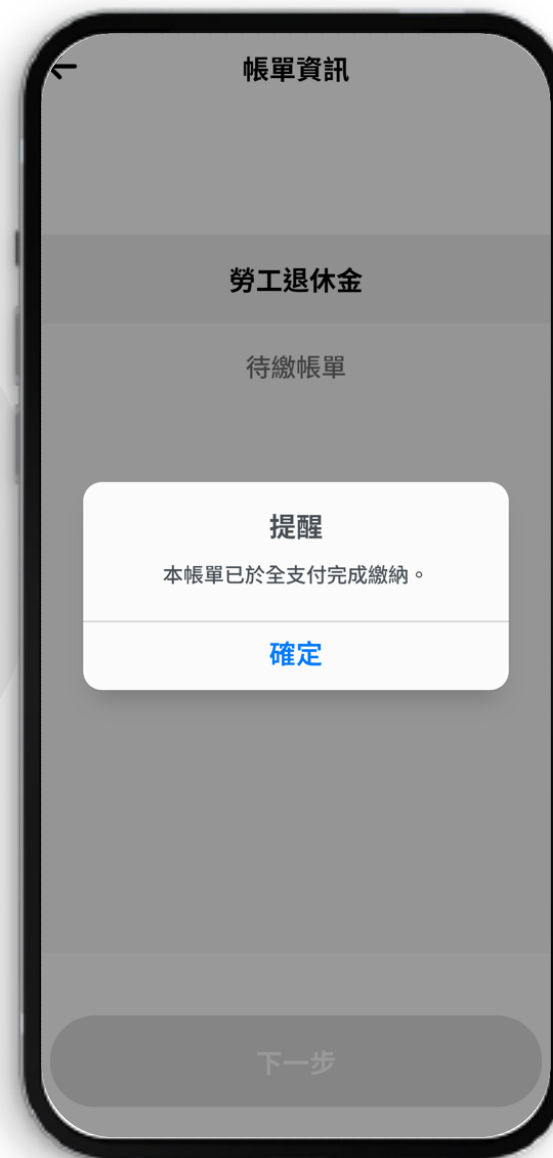 帳單資訊
勞工退休金
待繳帳單
提醒
本帳單已於全支付完成繳納。
確定
下一步